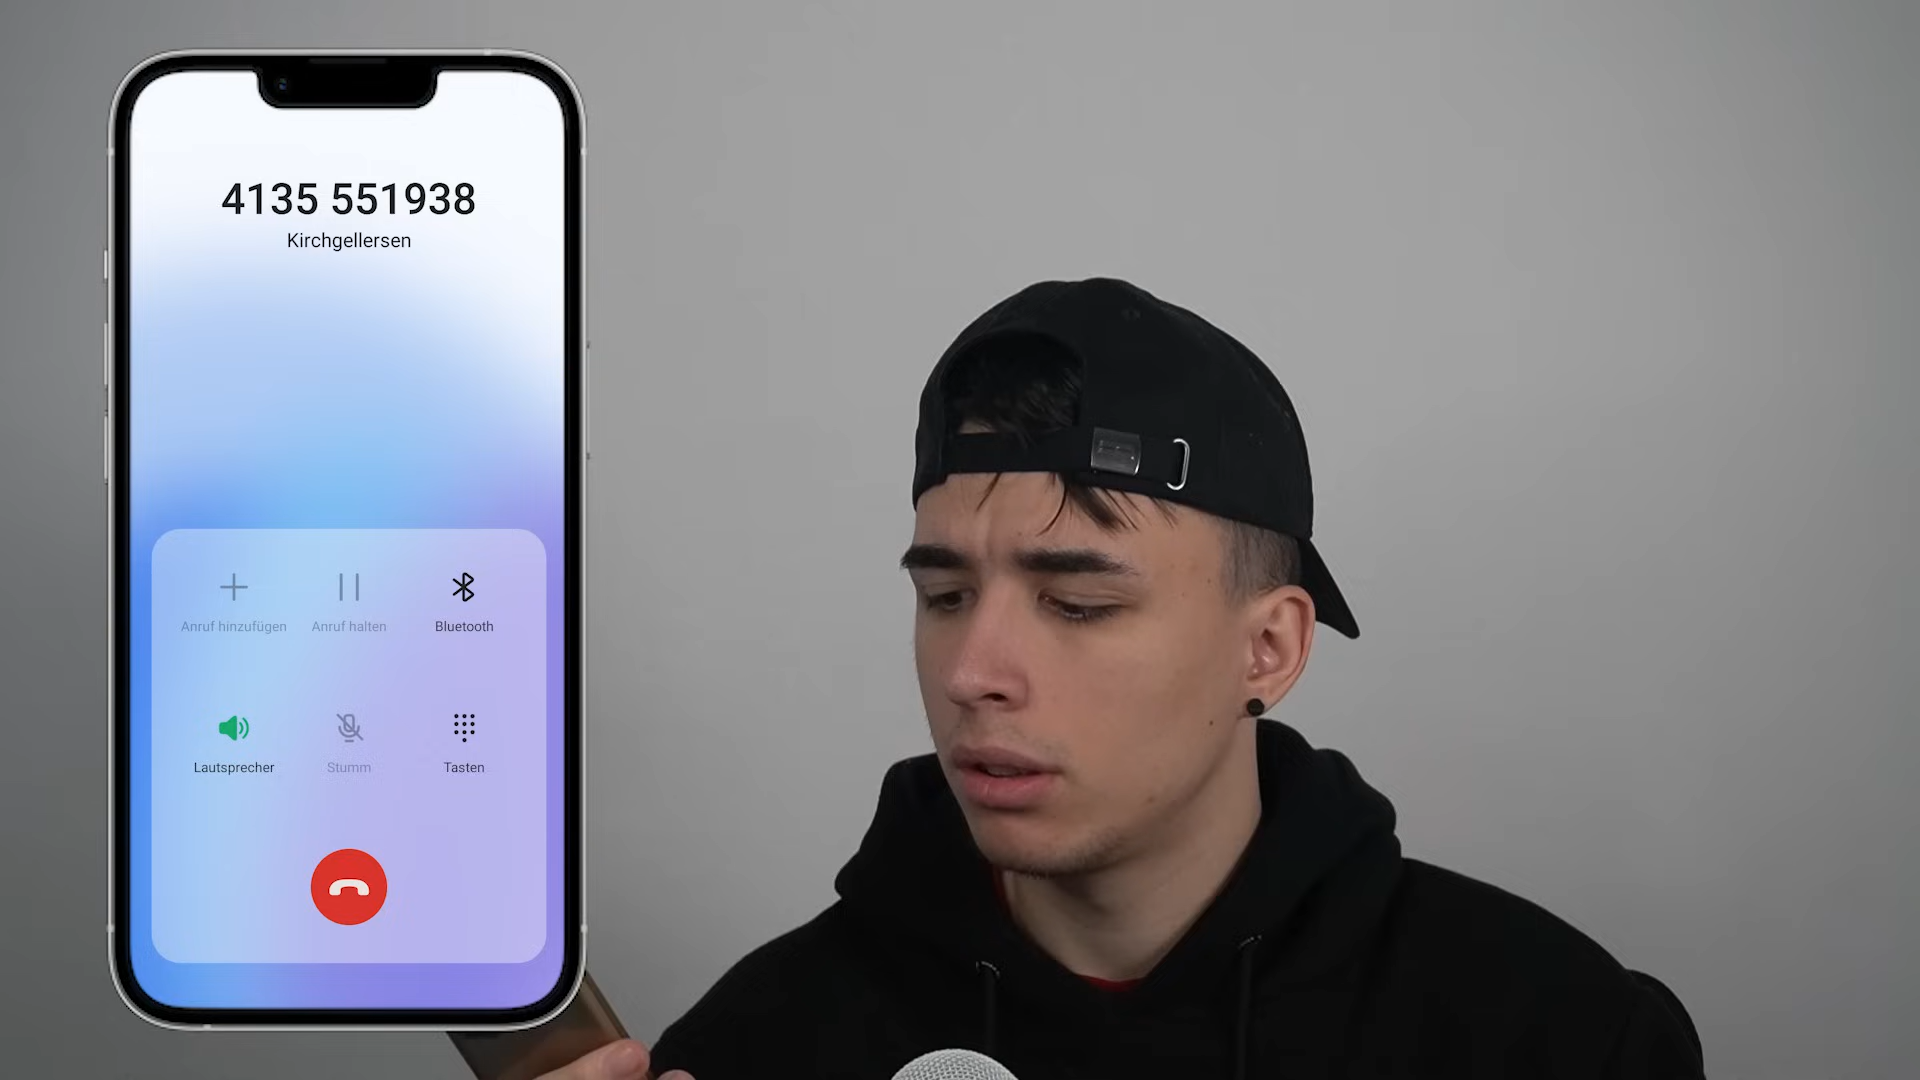 4135 551938
Kirchgellersen
Anruf hinzufügen Anruf halten Bluetooth
Lautsprecher Stumm Tasten